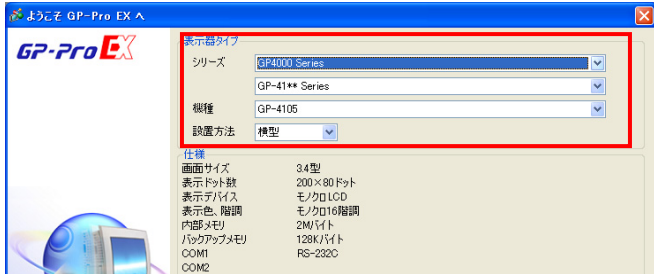 ようこそ GP-Pro EX へ
GP-Pro EX
表示器タイプ
シリーズ GP4000 Series
GP-41** Series
機種 GP-4105
設置方法 横型
仕様
画面サイズ 3.4型
表示ドット数 200×80ドット
表示デバイス モノクロLCD
表示色、階調 モノクロ16階調
内部メモリ 2Mバイト
バックアップメモリ 128Kバイト
COM1 RS-232C
COM2